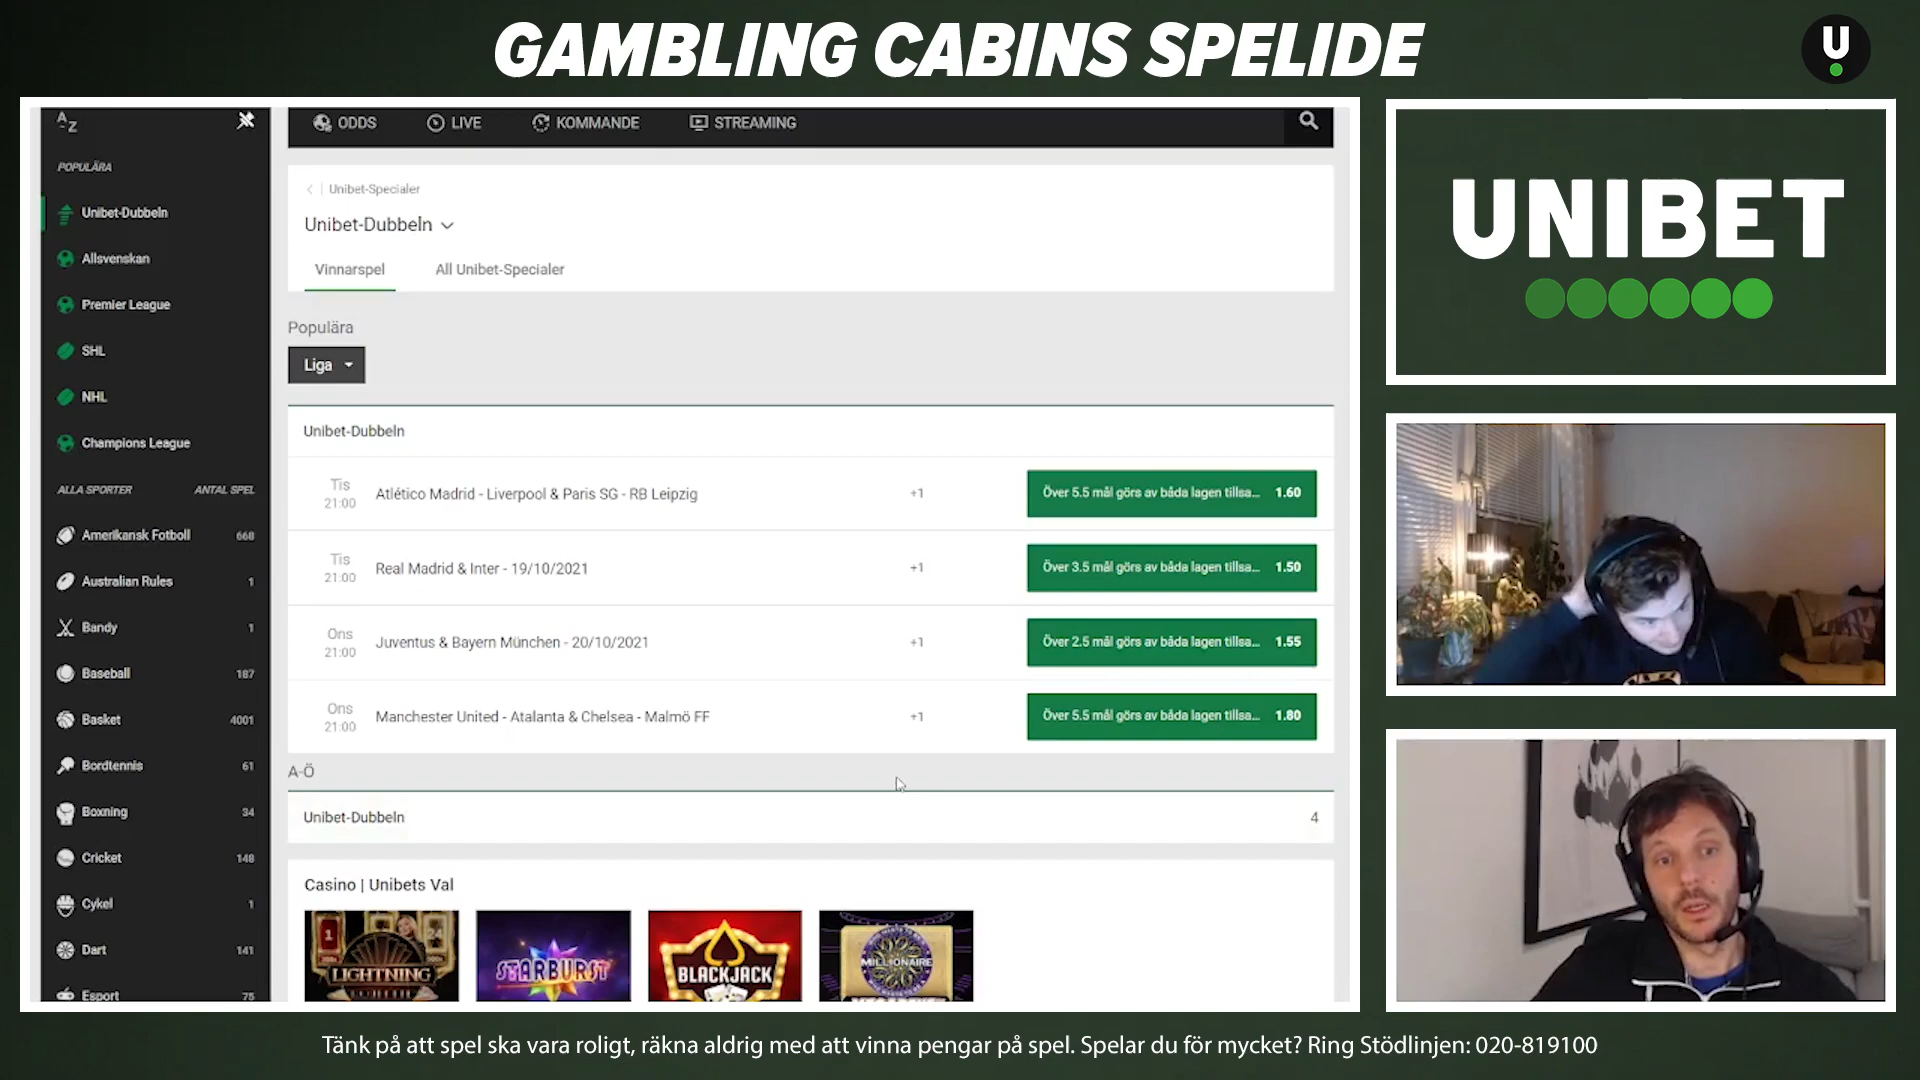 GAMBLING CABINS SPELIDE
U
A-Z
POPULÄRA
Unibet-Dubbeln
Allsvenskan
Premier League
SHL
NHL
Champions League
ALLA SPORTER ANTAL SPEL
Amerikansk Fotboll 668
Australian Rules 1
Bandy 1
Baseball 187
Basket 4001
Bordtennis 61
Boxning 34
Cricket 148
Cykel 1
Dart 141
Esport 75
ODDS LIVE KOMMANDE STREAMING
Unibet-Specialer
Unibet-Dubbeln
Vinnarspel All Unibet-Specialer
Populära
Liga
Unibet-Dubbeln
Tis 21:00 Atlético Madrid - Liverpool & Paris SG - RB Leipzig +1 Över 5.5 mål görs av båda lagen tillsa... 1.60
Tis 21:00 Real Madrid & Inter - 19/10/2021 +1 Över 3.5 mål görs av båda lagen tillsa... 1.50
Ons 21:00 Juventus & Bayern München - 20/10/2021 +1 Över 2.5 mål görs av båda lagen tillsa... 1.55
Ons 21:00 Manchester United - Atalanta & Chelsea - Malmö FF +1 Över 5.5 mål görs av båda lagen tillsa... 1.80
A-Ö
Unibet-Dubbeln 4
Casino | Unibets Val
1 24
LIGHTNING
STARBURST
BLACKJACK
MILLIONAIRE
UNIBET
Tänk på att spel ska vara roligt, räkna aldrig med att vinna pengar på spel. Spelar du för mycket? Ring Stödlinjen: 020-819100